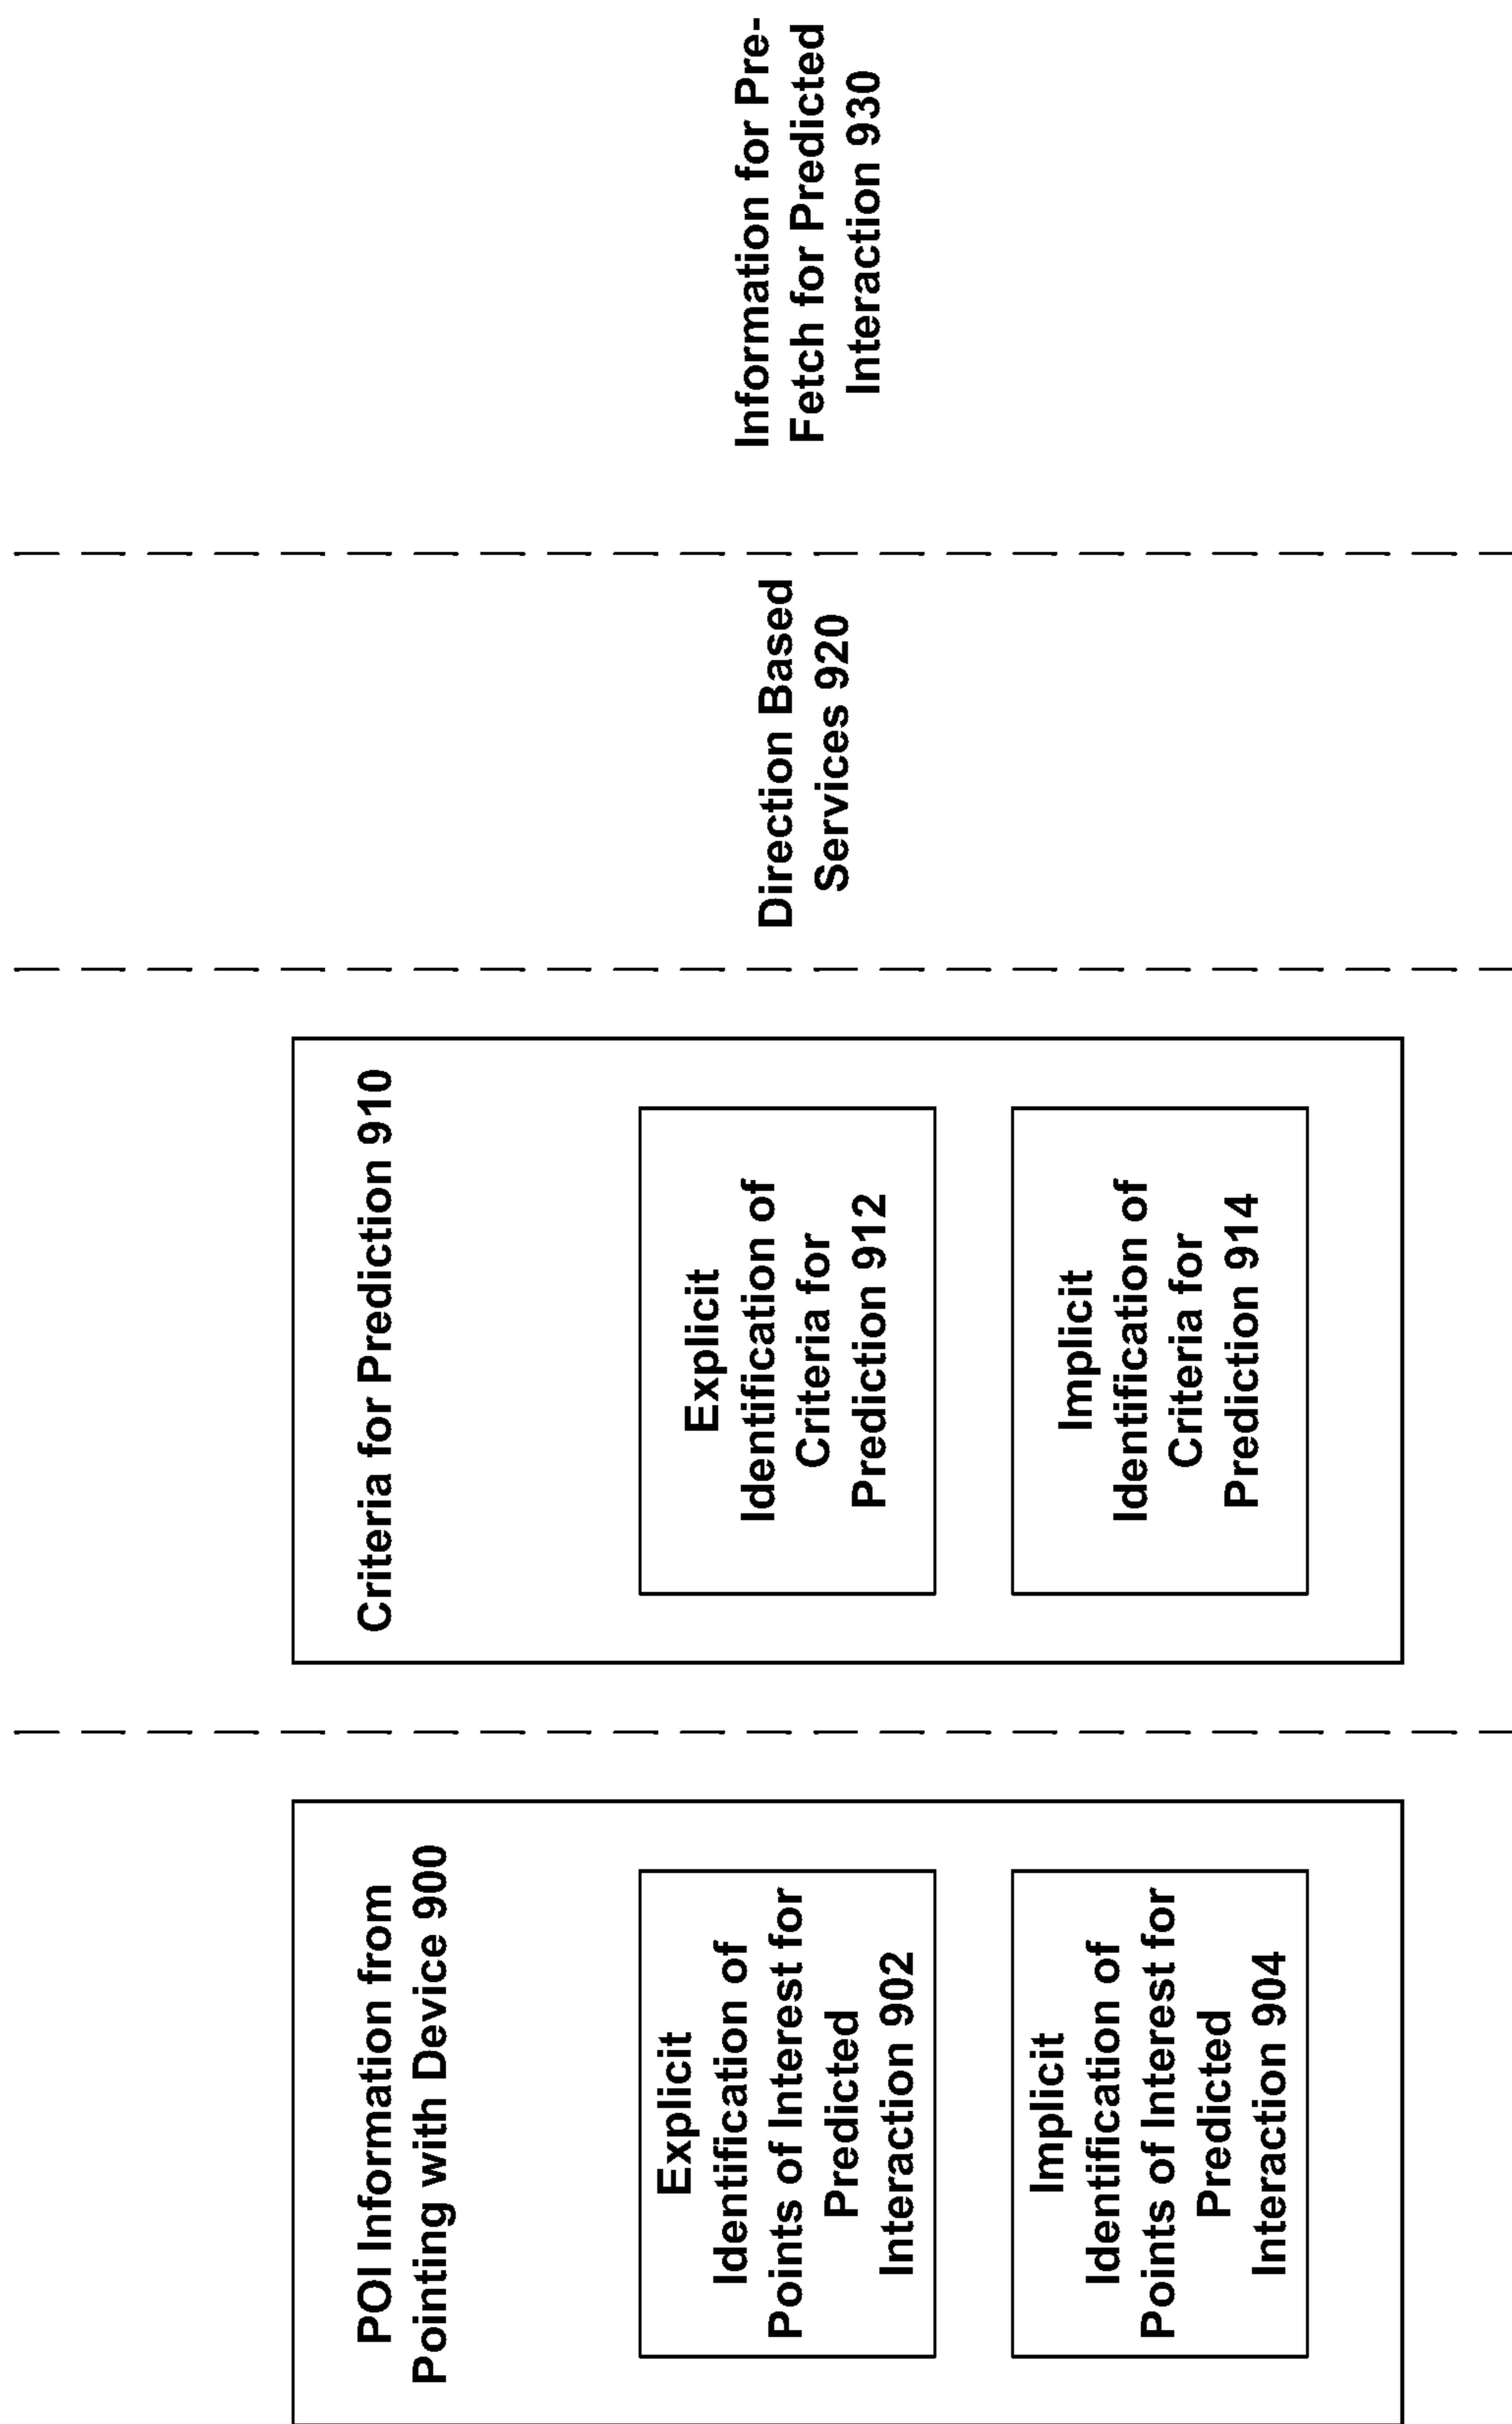 POI Information from
Pointing with Device 900
Explicit
Identification of
Points of Interest for
Predicted
Interaction 902
Implicit
Identification of
Points of Interest for
Predicted
Interaction 904
Criteria for Prediction 910
Explicit
Identification of
Criteria for
Prediction 912
Implicit
Identification of
Criteria for
Prediction 914
Direction Based
Services 920
Information for Pre-
Fetch for Predicted
Interaction 930